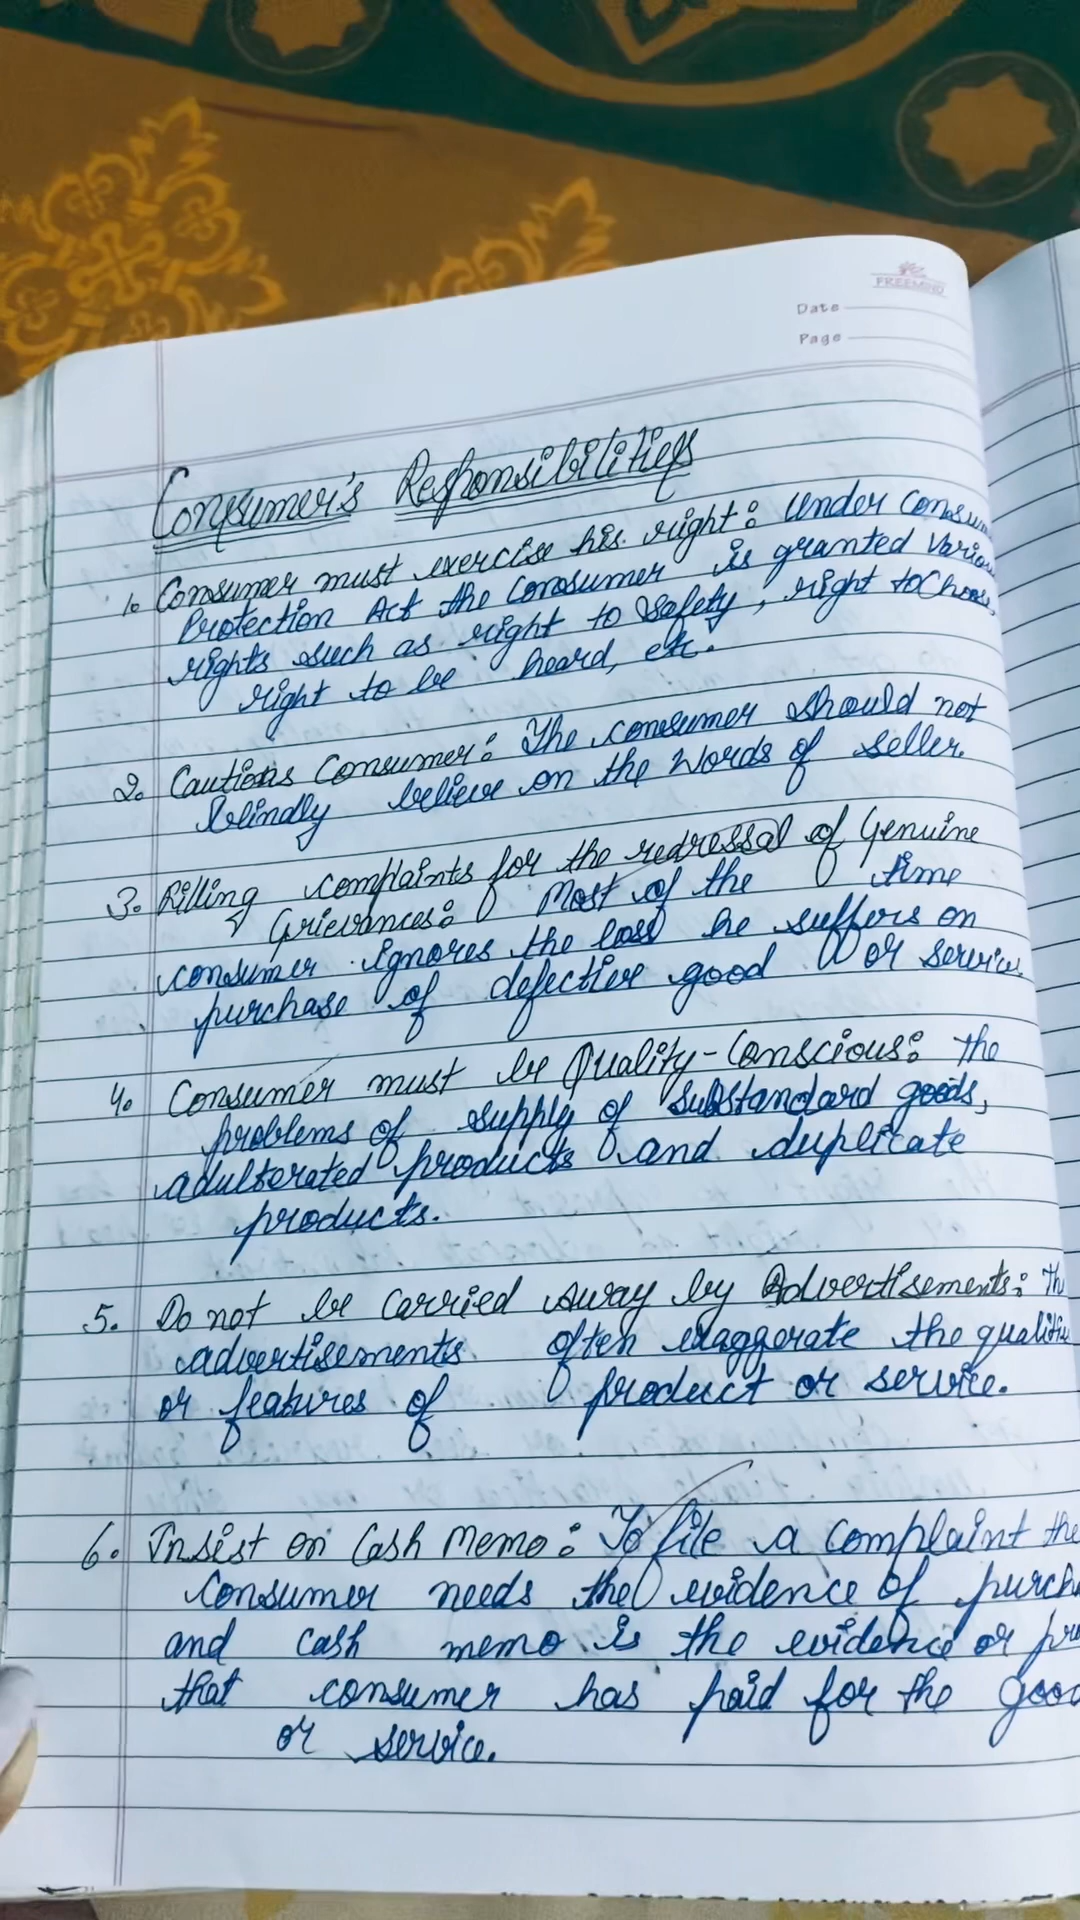 FREEMIND
Date
Page
Consumer's Responsibilities
1. Consumer must exercise his right: Under Consum
Protection Act the consumer is granted Variou
rights such as right to Safety, right to Choose,
right to be heard, etc.
2. Cautious Consumer: The consumer should not
blindly believe on the words of seller.
3. Filling complaints for the redressal of Genuine
Grievances: Most of the time
consumer ignores the loss he suffers on
purchase of defective good or service.
4. Consumer must be Quality-Conscious: The
problems of supply of substandard goods,
adulterated products and duplicate
products.
5. Do not be Carried away by Advertisements: Th
advertisements often exaggerate the qualitie
or features of product or service.
6. Insist on Cash Memo: To file a complaint the
consumer needs the evidence of purch
and cash memo is the evidence or pr
that consumer has paid for the good
or service.